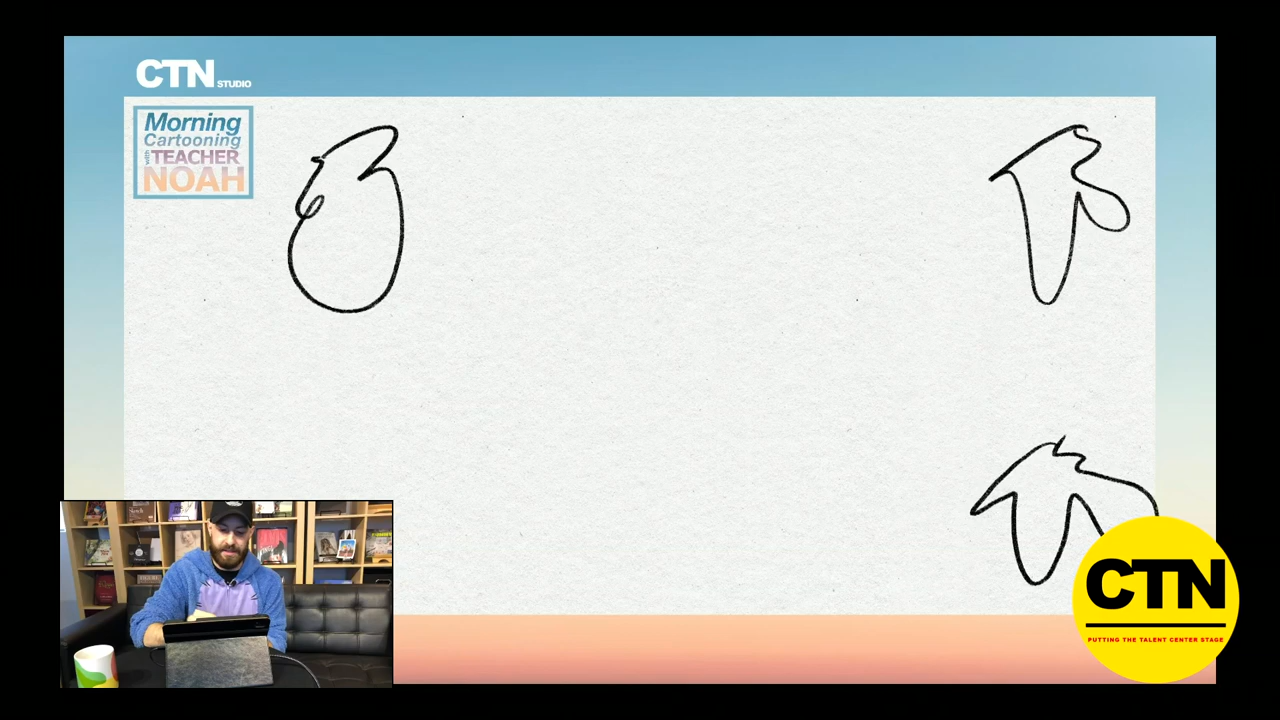 CTN STUDIO
Morning
Cartooning
with TEACHER
NOAH
CTN
PUTTING THE TALENT CENTER STAGE